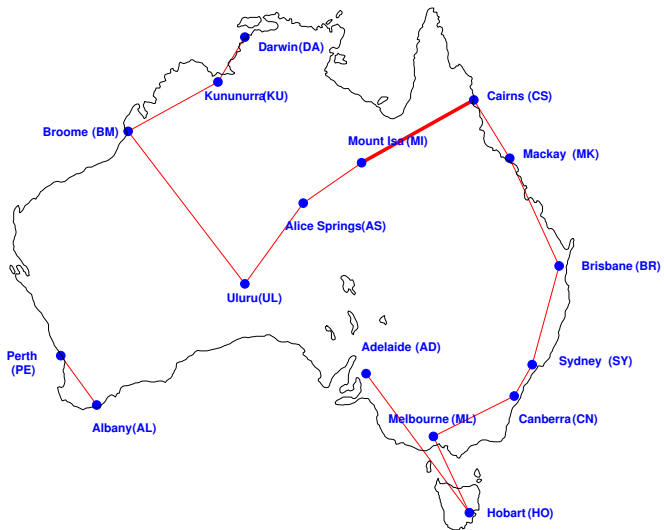 Darwin(DA)
Kununurra(KU)
Cairns (CS)
Broome (BM)
Mount Isa(MI)
Mackay (MK)
Alice Springs(AS)
Brisbane(BR)
Uluru(UL)
Adelaide (AD)
Perth
(PE)
Sydney (SY)
Melbourne(ML)
Canberra(CN)
Albany(AL)
Hobart(HO)